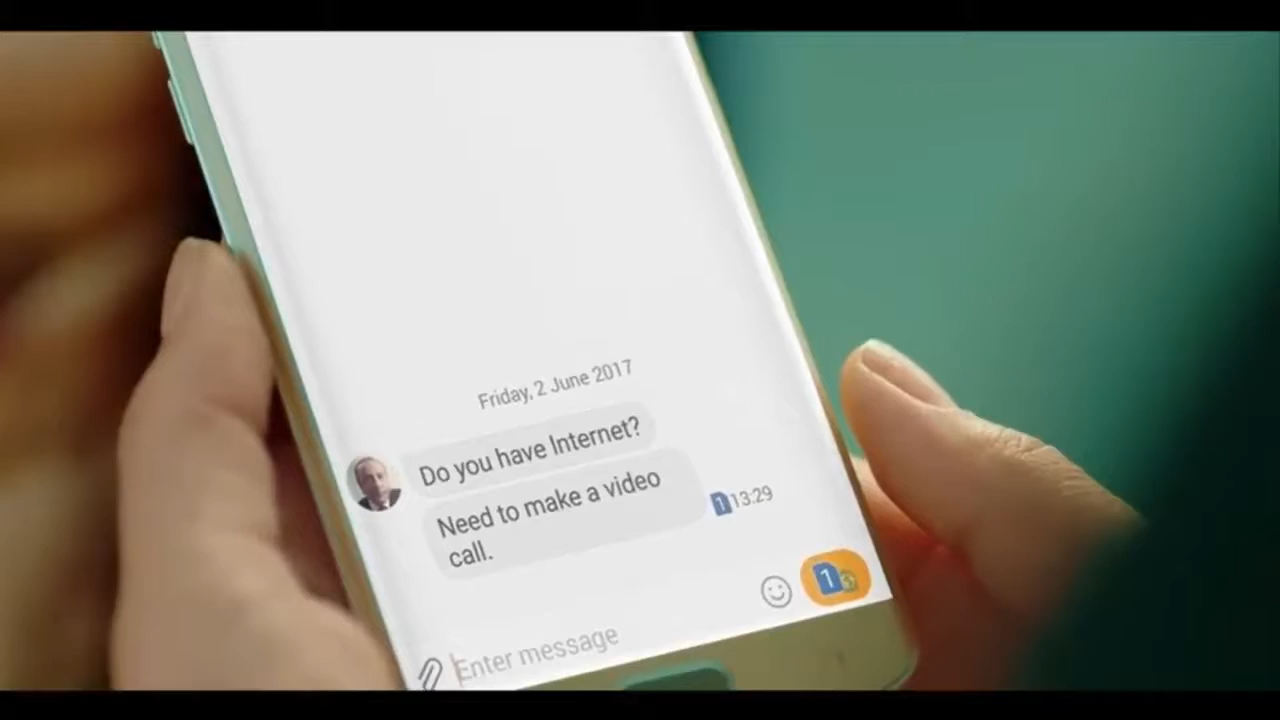 Friday, 2 June 2017
Do you have Internet?
Need to make a video
call.
1 13:29
1
Enter message